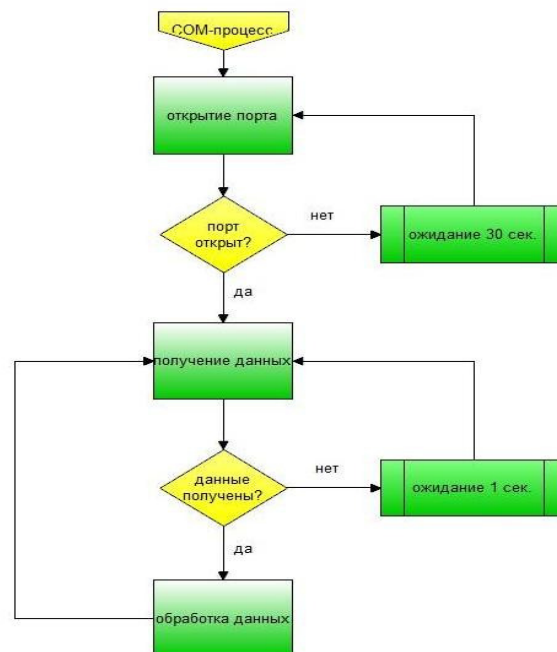 COM-процесс
открытие порта
порт
открыт?
нет
ожидание 30 сек.
да
получение данных
данные
получены?
нет
ожидание 1 сек.
да
обработка данных